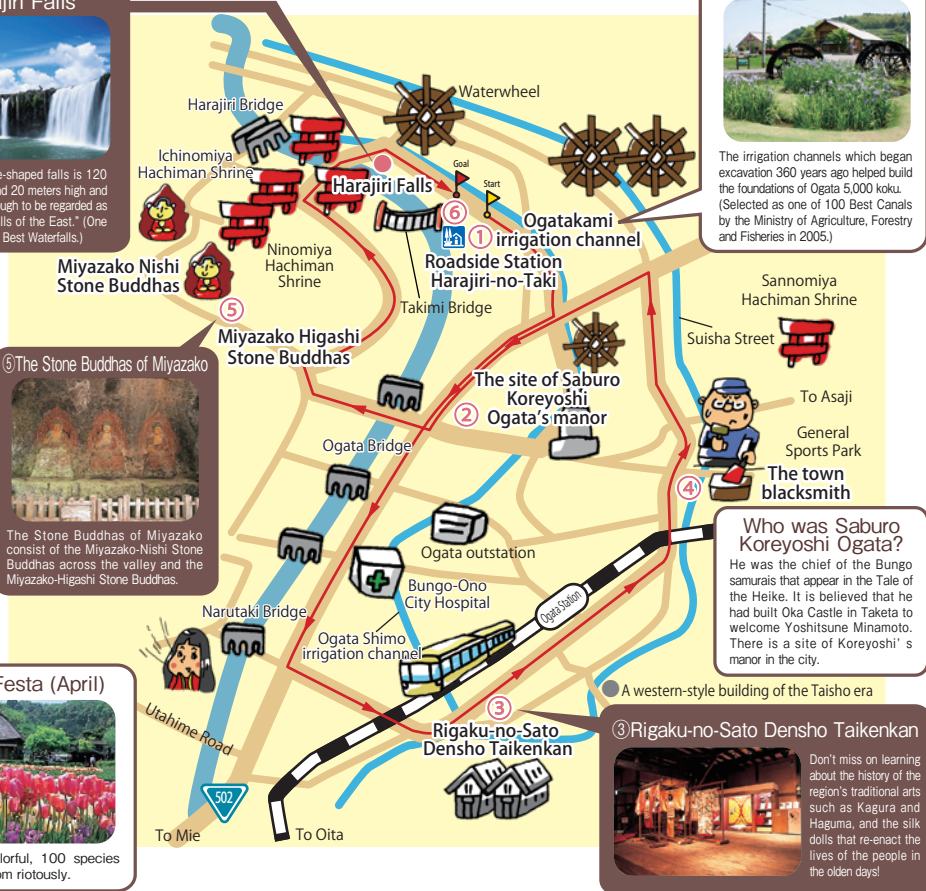 jiri Falls
e-shaped falls is 120
nd 20 meters high and
ugh to be regarded as
lls of the East." (One
Best Waterfalls.)
The irrigation channels which began
excavation 360 years ago helped build
the foundations of Ogata 5,000 koku.
(Selected as one of 100 Best Canals
by the Ministry of Agriculture, Forestry
and Fisheries in 2005.)
Harajiri Bridge
Waterwheel
Ichinomiya
Hachiman Shrine
Harajiri Falls
Goal
Start
⑥
①
Ogatakami
irrigation channel
Roadside Station
Harajiri-no-Taki
Ninomiya
Hachiman
Shrine
Miyazako Nishi
Stone Buddhas
Takimi Bridge
⑤
Miyazako Higashi
Stone Buddhas
Sannomiya
Hachiman Shrine
Suisha Street
The site of Saburo
Koreyoshi
Ogata's manor
②
To Asaji
General
Sports Park
④
The town
blacksmith
⑤The Stone Buddhas of Miyazako
The Stone Buddhas of Miyazako
consist of the Miyazako-Nishi Stone
Buddhas across the valley and the
Miyazako-Higashi Stone Buddhas.
Ogata Bridge
Ogata outstation
Bungo-Ono
City Hospital
Ogata Station
Narutaki Bridge
Ogata Shimo
irrigation channel
Who was Saburo
Koreyoshi Ogata?
He was the chief of the Bungo
samurais that appear in the Tale of
the Heike. It is believed that he
had built Oka Castle in Taketa to
welcome Yoshitsune Minamoto.
There is a site of Koreyoshi' s
manor in the city.
A western-style building of the Taisho era
③
Rigaku-no-Sato
Densho Taikenkan
Utahime Road
502
To Mie
To Oita
Festa (April)
lorful, 100 species
om riotously.
③Rigaku-no-Sato Densho Taikenkan
Don't miss on learning
about the history of the
region's traditional arts
such as Kagura and
Haguma, and the silk
dolls that re-enact the
lives of the people in
the olden days!